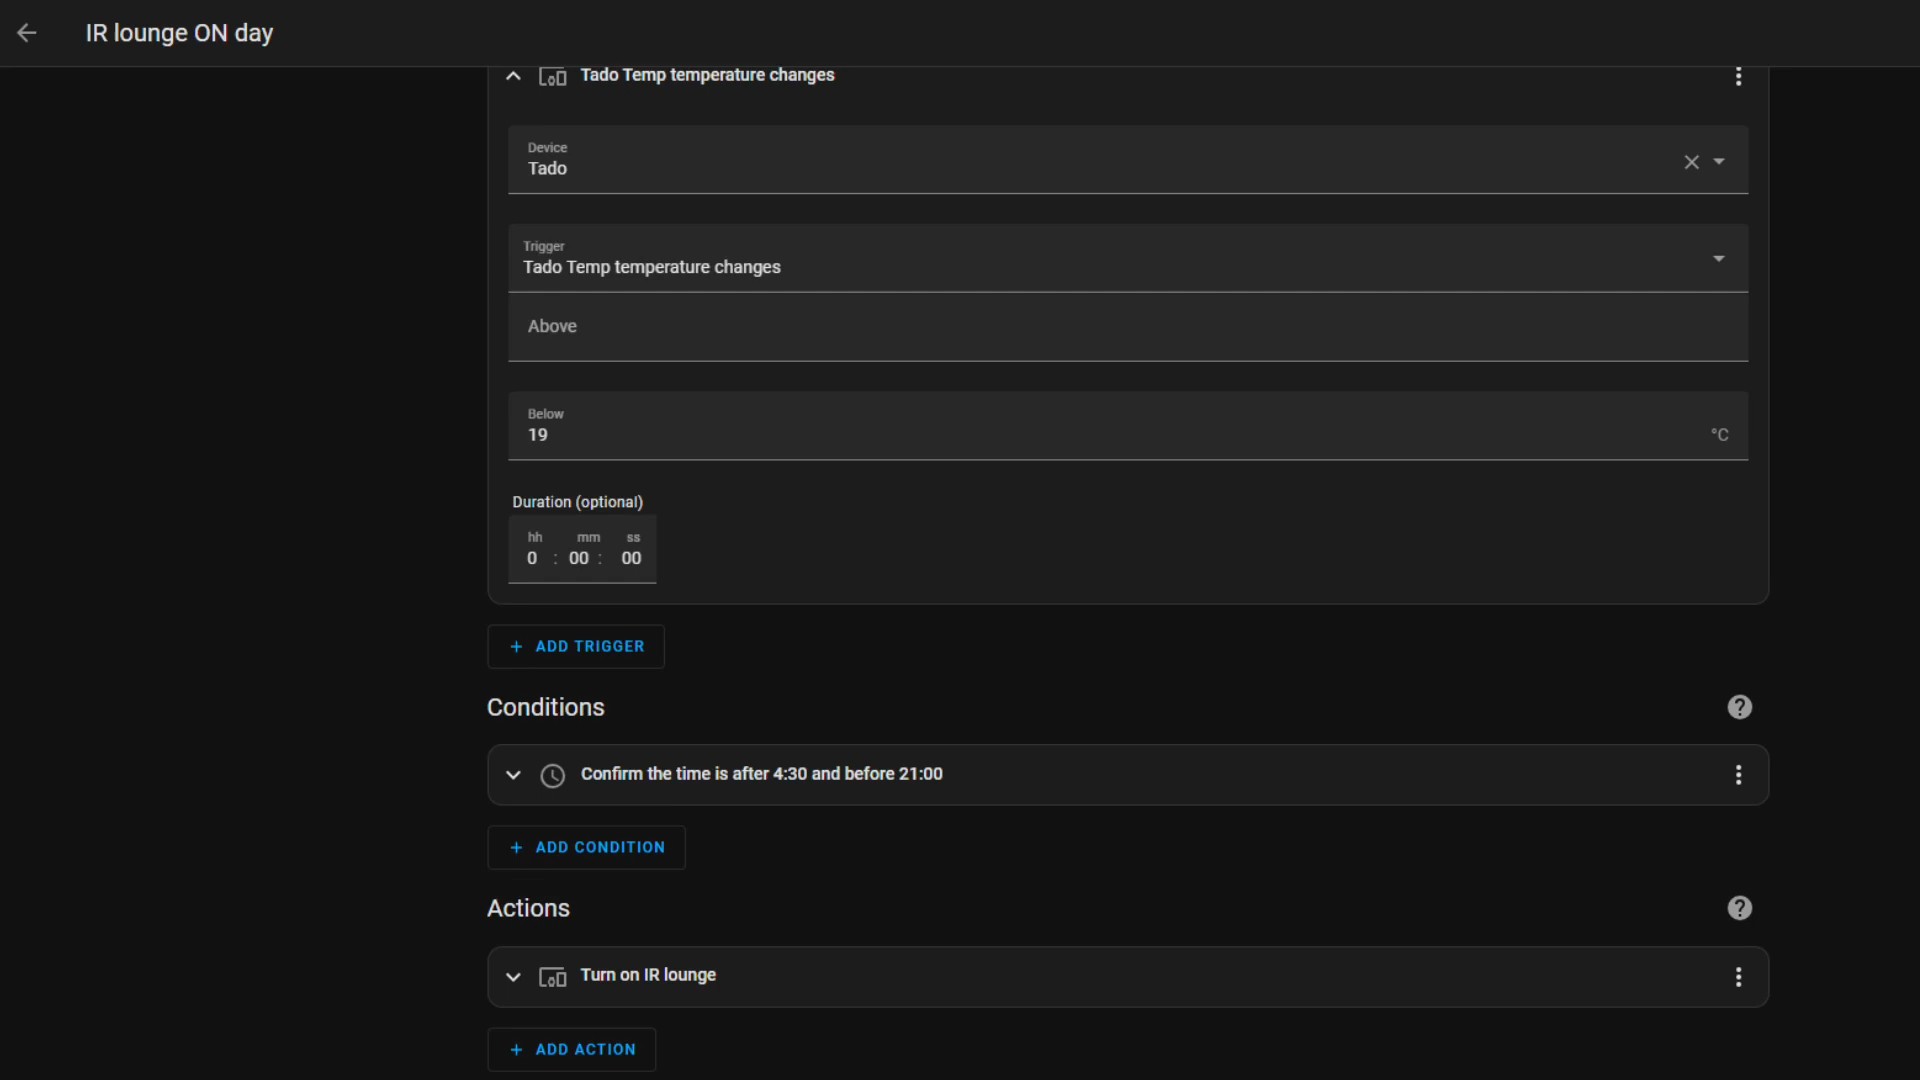 IR lounge ON day
Tado Temp temperature changes
Device
Tado
Trigger
Tado Temp temperature changes
Above
Below
19
°C
Duration (optional)
hh mm ss
0 : 00 : 00
+ ADD TRIGGER
Conditions
Confirm the time is after 4:30 and before 21:00
+ ADD CONDITION
Actions
Turn on IR lounge
+ ADD ACTION